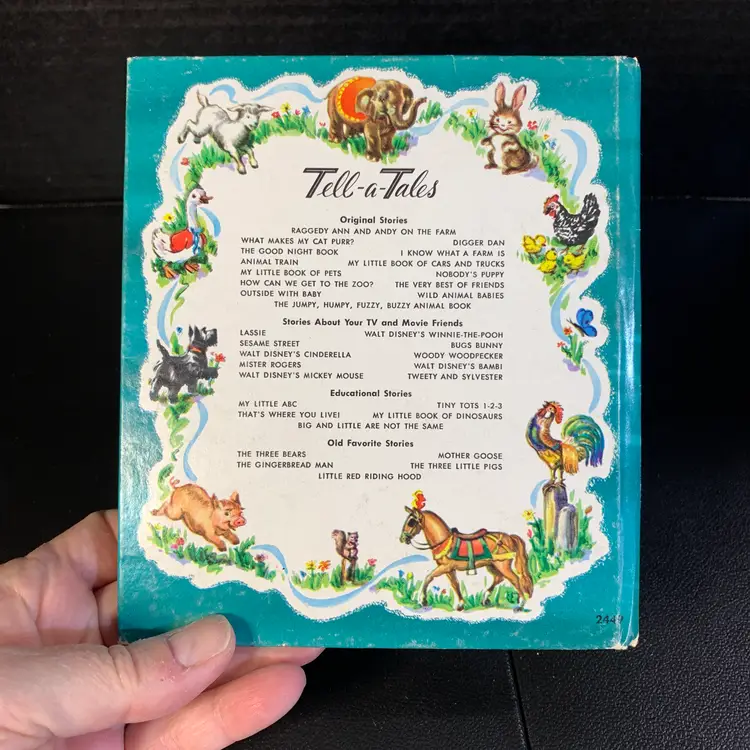 Tell-a-Tales
Original Stories
RAGGEDY ANN AND ANDY ON THE FARM
WHAT MAKES MY CAT PURR? DIGGER DAN
THE GOOD NIGHT BOOK I KNOW WHAT A FARM IS
ANIMAL TRAIN MY LITTLE BOOK OF CARS AND TRUCKS
MY LITTLE BOOK OF PETS NOBODY'S PUPPY
HOW CAN WE GET TO THE ZOO? THE VERY BEST OF FRIENDS
OUTSIDE WITH BABY WILD ANIMAL BABIES
THE JUMPY, HUMPY, FUZZY, BUZZY ANIMAL BOOK
Stories About Your TV and Movie Friends
LASSIE WALT DISNEY'S WINNIE-THE-POOH
SESAME STREET BUGS BUNNY
WALT DISNEY'S CINDERELLA WOODY WOODPECKER
MISTER ROGERS WALT DISNEY'S BAMBI
WALT DISNEY'S MICKEY MOUSE TWEETY AND SYLVESTER
Educational Stories
MY LITTLE ABC TINY TOTS 1-2-3
THAT'S WHERE YOU LIVE! MY LITTLE BOOK OF DINOSAURS
BIG AND LITTLE ARE NOT THE SAME
Old Favorite Stories
THE THREE BEARS MOTHER GOOSE
THE GINGERBREAD MAN THE THREE LITTLE PIGS
LITTLE RED RIDING HOOD